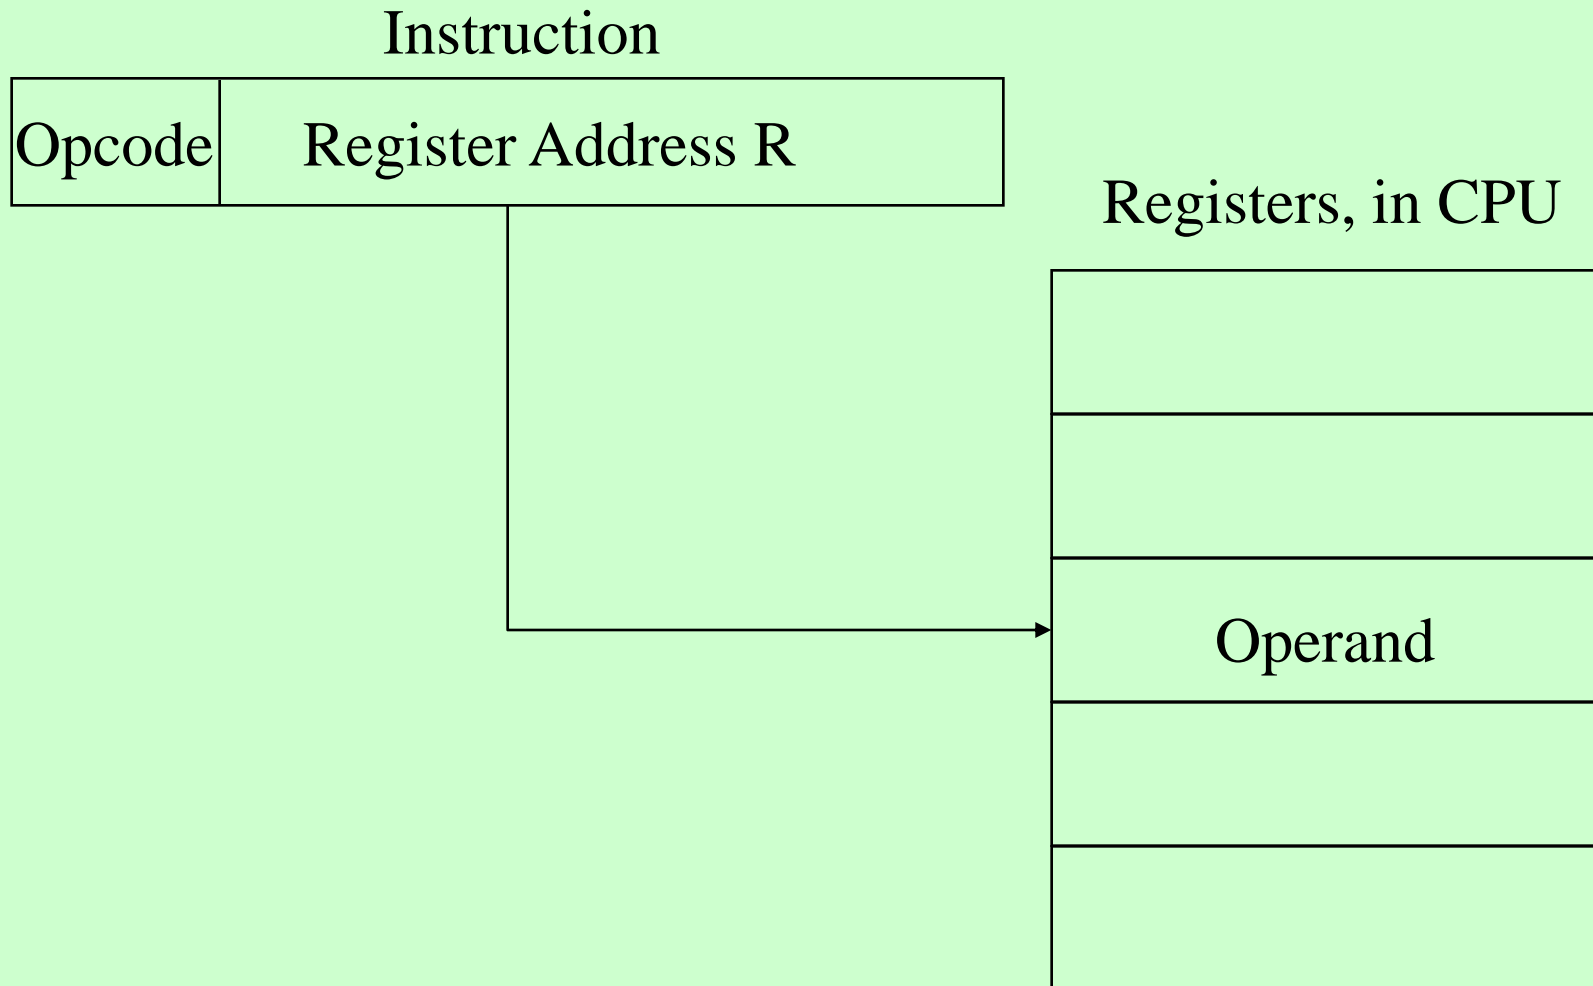 Instruction
Opcode
Register Address R
Registers, in CPU
Operand